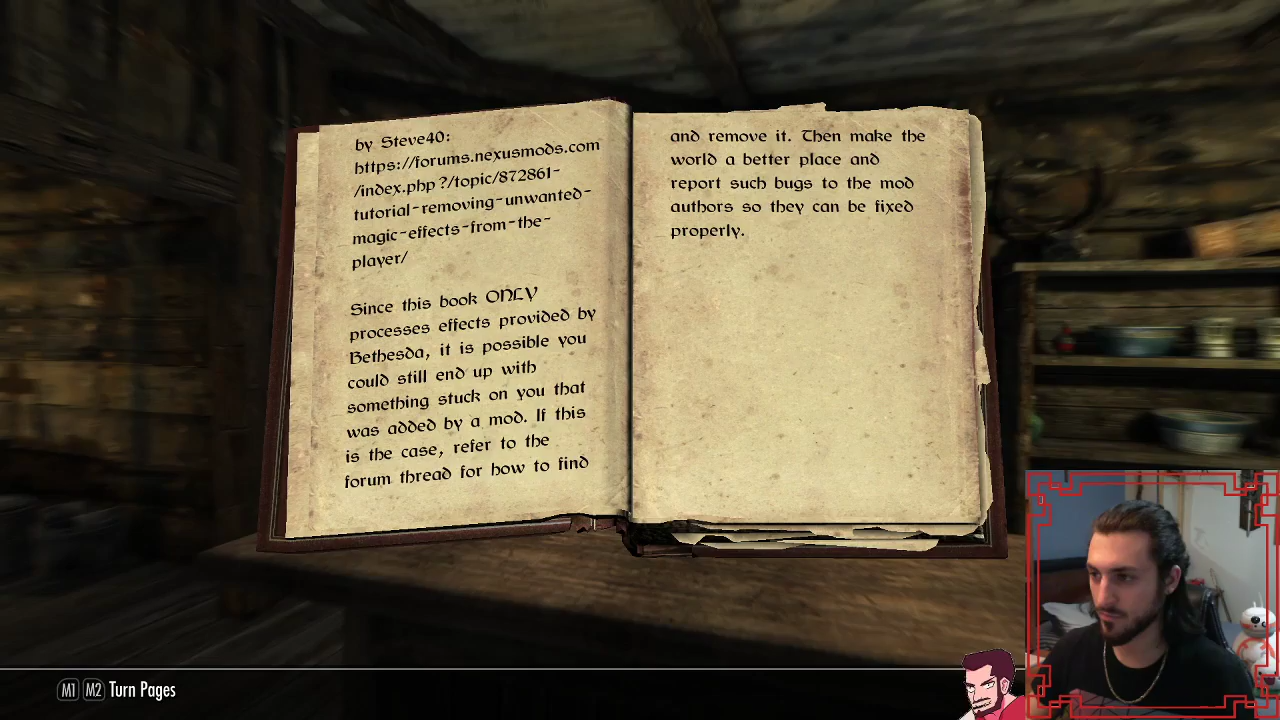 by Steve40:
https://forums.nexusmods.com
/index.php?/topic/872861-
tutorial-removing-unwanted-
magic-effects-from-the-
player/
Since this book ONLY
processes effects provided by
Bethesda, it is possible you
could still end up with
something stuck on you that
was added by a mod. If this
is the case, refer to the
forum thread for how to find
and remove it. Then make the
world a better place and
report such bugs to the mod
authors so they can be fixed
properly.
M1 M2 Turn Pages